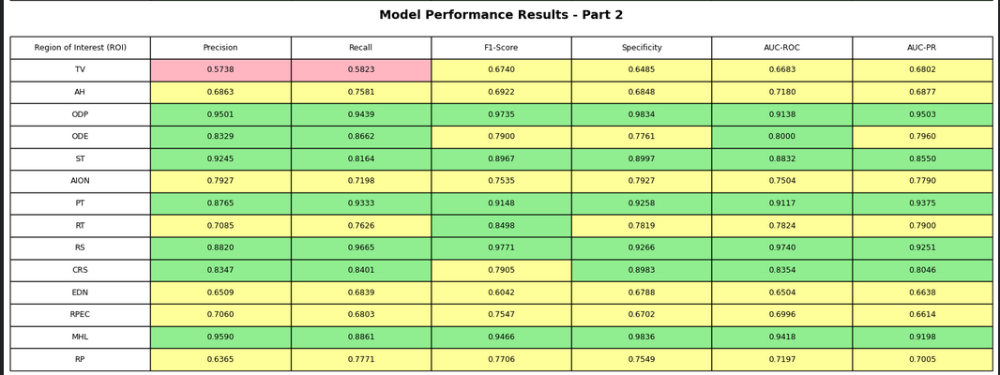 Model Performance Results - Part 2
Region of Interest (ROI) Precision Recall F1-Score Specificity AUC-ROC AUC-PR
TV 0.5738 0.5823 0.6740 0.6485 0.6683 0.6802
AH 0.6863 0.7581 0.6922 0.6848 0.7180 0.6877
ODP 0.9501 0.9439 0.9735 0.9834 0.9138 0.9503
ODE 0.8329 0.8662 0.7900 0.7761 0.8000 0.7960
ST 0.9245 0.8164 0.8967 0.8997 0.8832 0.8550
AION 0.7927 0.7198 0.7535 0.7927 0.7504 0.7790
PT 0.8765 0.9333 0.9148 0.9258 0.9117 0.9375
RT 0.7085 0.7626 0.8498 0.7819 0.7824 0.7900
RS 0.8820 0.9665 0.9771 0.9266 0.9740 0.9251
CRS 0.8347 0.8401 0.7905 0.8983 0.8354 0.8046
EDN 0.6509 0.6839 0.6042 0.6788 0.6504 0.6638
RPEC 0.7060 0.6803 0.7547 0.6702 0.6996 0.6614
MHL 0.9590 0.8861 0.9466 0.9836 0.9418 0.9198
RP 0.6365 0.7771 0.7706 0.7549 0.7197 0.7005